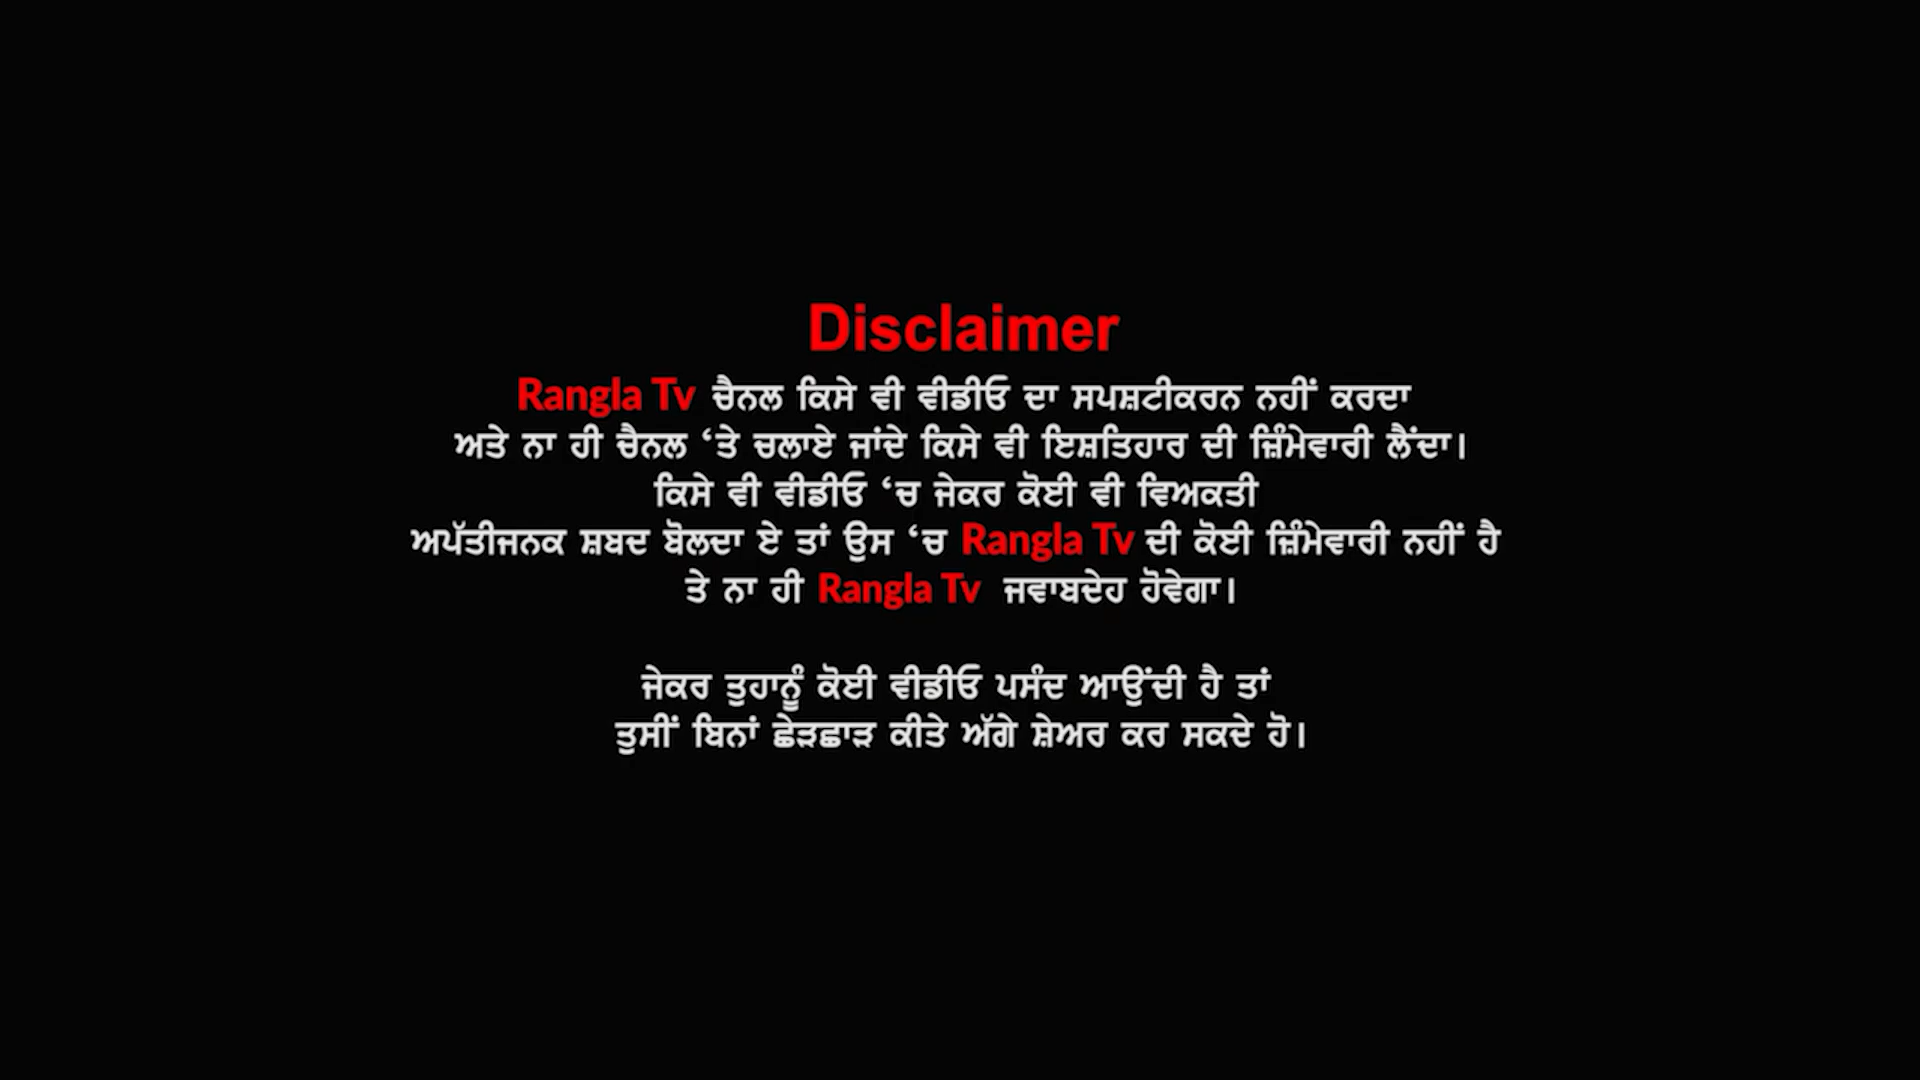 Disclaimer
Rangla Tv ਚੈਨਲ ਕਿਸੇ ਵੀ ਵੀਡੀਓ ਦਾ ਸਪਸ਼ਟੀਕਰਨ ਨਹੀਂ ਕਰਦਾ
ਅਤੇ ਨਾ ਹੀ ਚੈਨਲ ‘ਤੇ ਚਲਾਏ ਜਾਂਦੇ ਕਿਸੇ ਵੀ ਇਸ਼ਤਿਹਾਰ ਦੀ ਜ਼ਿੰਮੇਵਾਰੀ ਲੈਂਦਾ।
ਕਿਸੇ ਵੀ ਵੀਡੀਓ ‘ਚ ਜੇਕਰ ਕੋਈ ਵੀ ਵਿਅਕਤੀ
ਅਪੱਤੀਜਨਕ ਸ਼ਬਦ ਬੋਲਦਾ ਏ ਤਾਂ ਉਸ ‘ਚ Rangla Tv ਦੀ ਕੋਈ ਜ਼ਿੰਮੇਵਾਰੀ ਨਹੀਂ ਹੈ
ਤੇ ਨਾ ਹੀ Rangla Tv ਜਵਾਬਦੇਹ ਹੋਵੇਗਾ।
ਜੇਕਰ ਤੁਹਾਨੂੰ ਕੋਈ ਵੀਡੀਓ ਪਸੰਦ ਆਉਂਦੀ ਹੈ ਤਾਂ
ਤੁਸੀਂ ਬਿਨਾਂ ਛੇੜਛਾੜ ਕੀਤੇ ਅੱਗੇ ਸ਼ੇਅਰ ਕਰ ਸਕਦੇ ਹੋ।